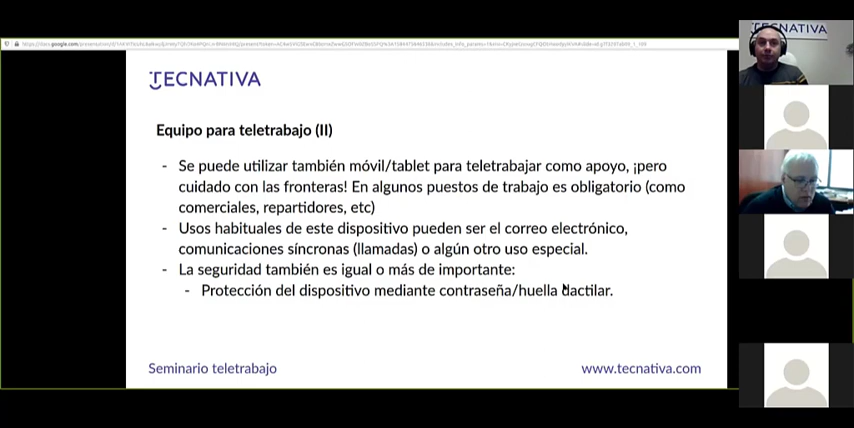 TECNATIVA
TECNATIVA
Equipo para teletrabajo (II)
- Se puede utilizar también móvil/tablet para teletrabajar como apoyo, ¡pero
cuidado con las fronteras! En algunos puestos de trabajo es obligatorio (como
comerciales, repartidores, etc)
- Usos habituales de este dispositivo pueden ser el correo electrónico,
comunicaciones síncronas (llamadas) o algún otro uso especial.
- La seguridad también es igual o más de importante:
- Protección del dispositivo mediante contraseña/huella dactilar.
Seminario teletrabajo
www.tecnativa.com